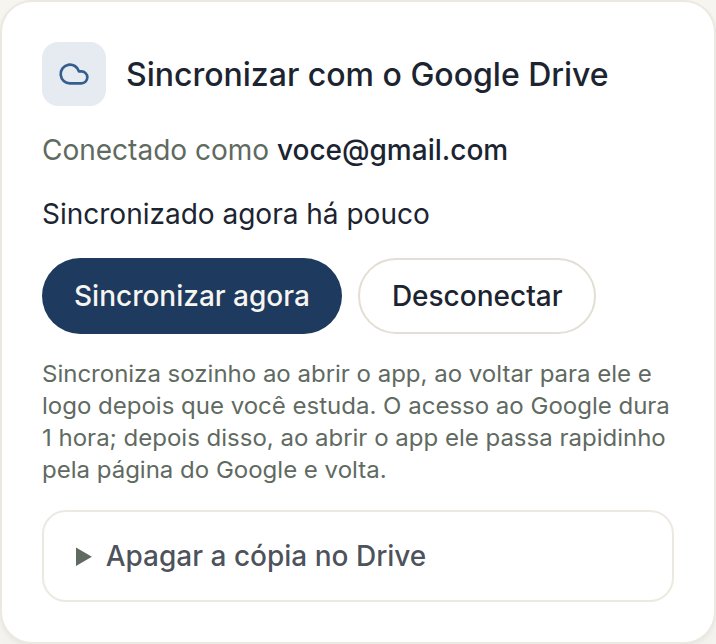 Sincronizar com o Google Drive
Conectado como voce@gmail.com
Sincronizado agora há pouco
Sincronizar agora
Desconectar
Sincroniza sozinho ao abrir o app, ao voltar para ele e
logo depois que você estuda. O acesso ao Google dura
1 hora; depois disso, ao abrir o app ele passa rapidinho
pela página do Google e volta.
Apagar a cópia no Drive